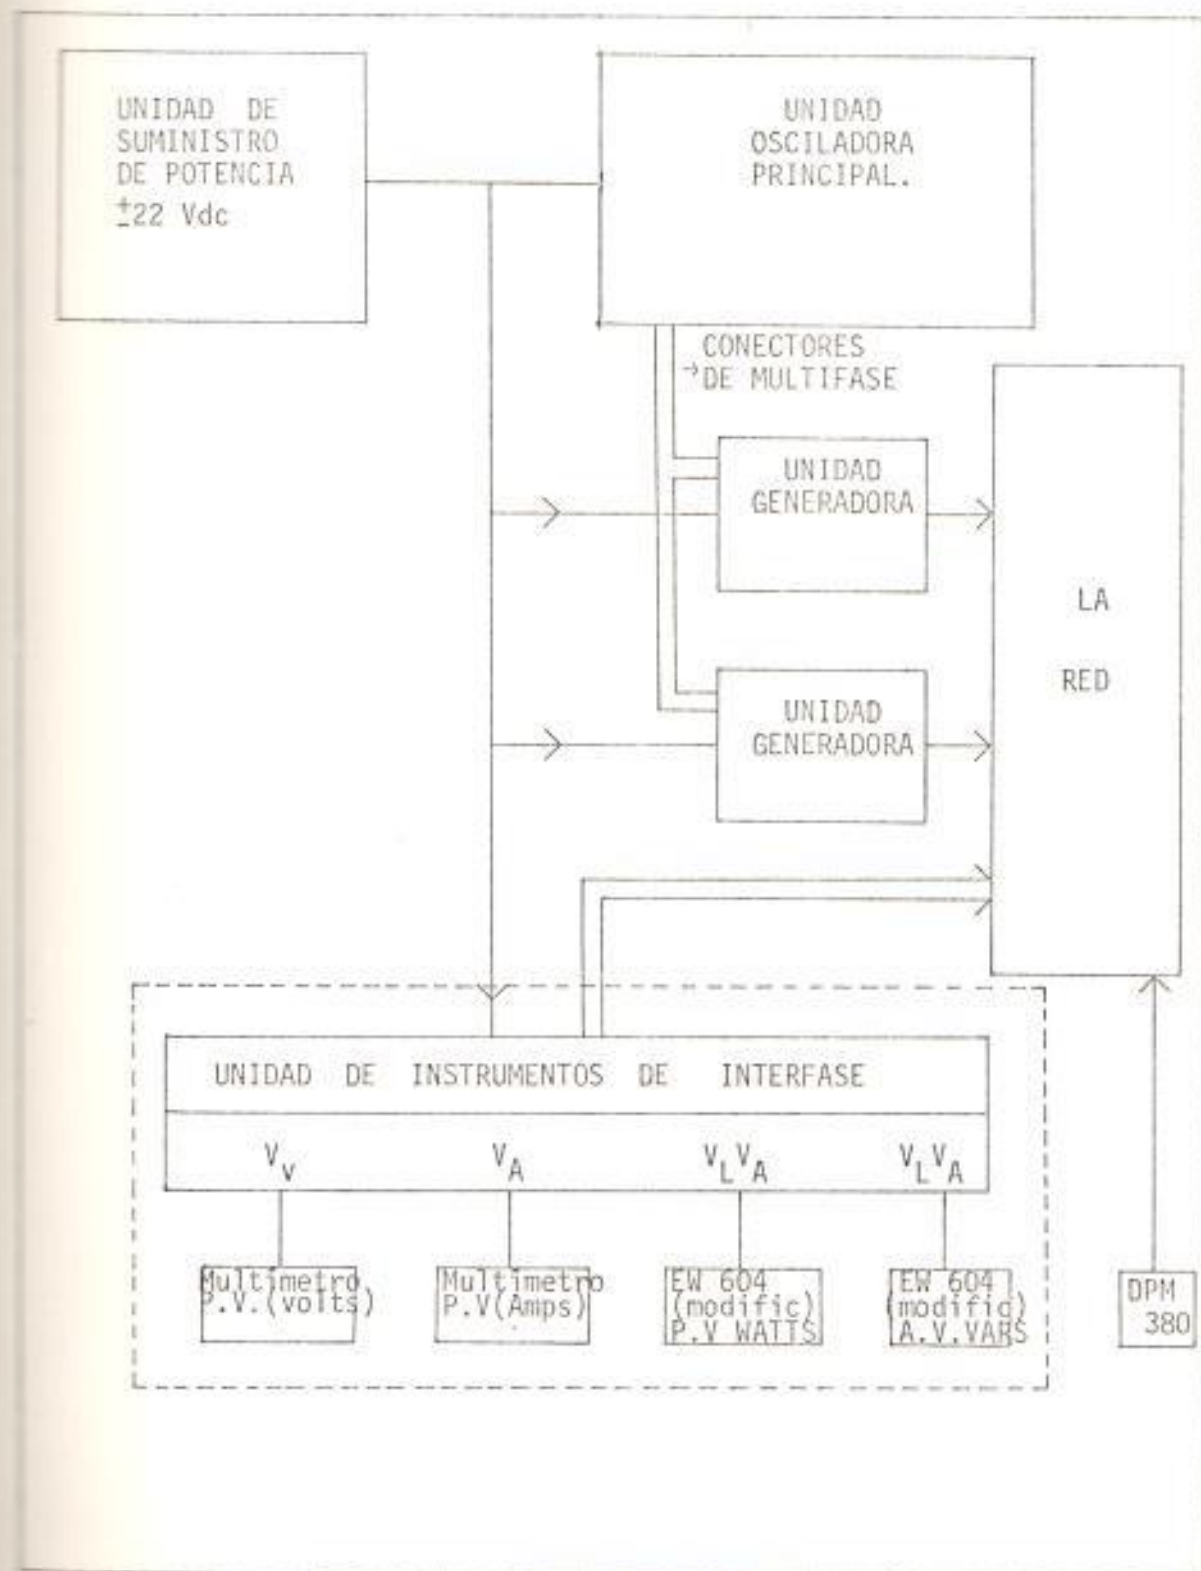 UNIDAD DE
SUMINISTRO
DE POTENCIA
±22 Vdc
UNIDAD
OSCILADORA
PRINCIPAL.
CONECTORES
→DE MULTIFASE
UNIDAD
GENERADORA
LA
RED
UNIDAD
GENERADORA
UNIDAD DE INSTRUMENTOS DE INTERFASE
Vv
VA
VLVA
VLVA
Multímetro
P.V.(volts)
Multímetro
P.V(Amps)
EW 604
(modific)
P.V WATTS
EW 604
(modific)
A.V.VARS
DPM
380